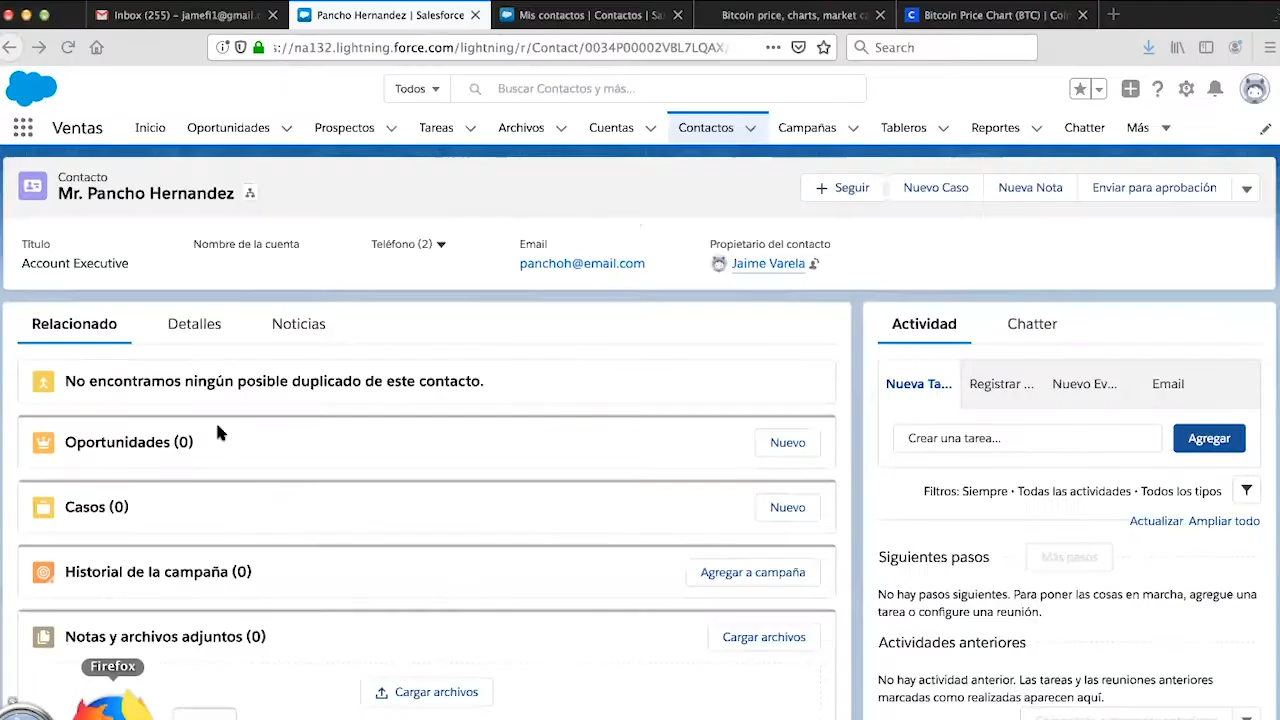 Inbox (255) – jamefi1@gmail.c
Pancho Hernandez | Salesforce
Mis contactos | Contactos | Sa
Bitcoin price, charts, market ca
Bitcoin Price Chart (BTC) | Coin
s://na132.lightning.force.com/lightning/r/Contact/0034P00002VBL7LQAX/
Search
Todos
Buscar Contactos y más...
Ventas
Inicio
Oportunidades
Prospectos
Tareas
Archivos
Cuentas
Contactos
Campañas
Tableros
Reportes
Chatter
Más
Contacto
Mr. Pancho Hernandez
+ Seguir
Nuevo Caso
Nueva Nota
Enviar para aprobación
Título
Nombre de la cuenta
Teléfono (2)
Email
Propietario del contacto
Account Executive
panchoh@email.com
Jaime Varela
Relacionado
Detalles
Noticias
No encontramos ningún posible duplicado de este contacto.
Oportunidades (0)
Nuevo
Casos (0)
Nuevo
Historial de la campaña (0)
Agregar a campaña
Notas y archivos adjuntos (0)
Cargar archivos
Firefox
Cargar archivos
Actividad
Chatter
Nueva Ta...
Registrar ...
Nuevo Ev...
Email
Crear una tarea...
Agregar
Filtros: Siempre • Todas las actividades • Todos los tipos
Actualizar
Ampliar todo
Siguientes pasos
Más pasos
No hay pasos siguientes. Para poner las cosas en marcha, agregue una
tarea o configure una reunión.
Actividades anteriores
No hay actividad anterior. Las tareas y las reuniones anteriores
marcadas como realizadas aparecen aquí.